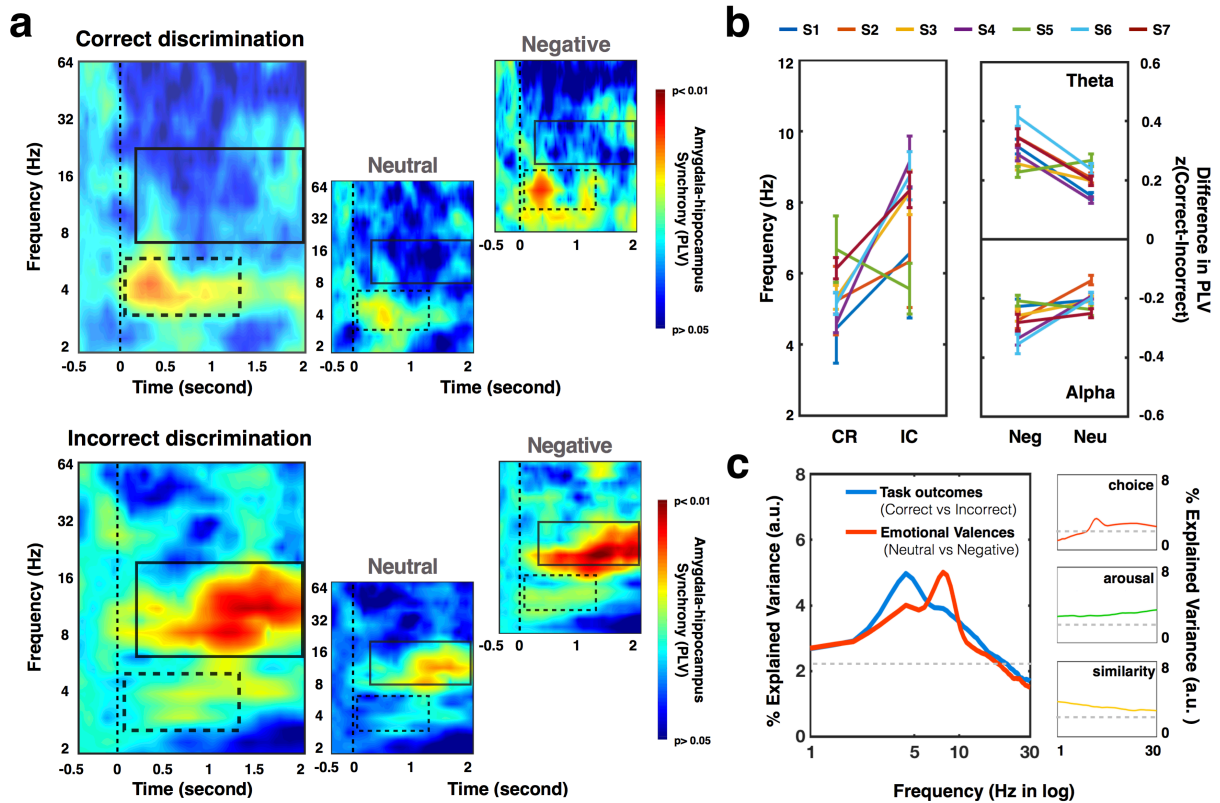 a
Correct discrimination
64
32
16
8
4
2
Frequency (Hz)
-0.5 0 0.5 1 2
Time (second)
Neutral
64
32
16
8
4
2
-0.5 0 1 2
Time (second)
Negative
-0.5 0 1 2
p< 0.01
Amygdala-hippocampus
Synchrony (PLV)
p> 0.05
Incorrect discrimination
64
32
16
8
4
2
Frequency (Hz)
-0.5 0 0.5 1 2
Time (second)
Neutral
64
32
16
8
4
2
-0.5 0 1 2
Time (second)
Negative
-0.5 0 1 2
p< 0.01
Amygdala-hippocampus
Synchrony (PLV)
p> 0.05
b
S1 S2 S3 S4 S5 S6 S7
12
10
8
6
4
2
Frequency (Hz)
CR IC
Theta
Alpha
Neg Neu
0.6
0.4
0.2
0
-0.2
-0.4
-0.6
Difference in PLV
z(Correct-Incorrect)
c
8
6
4
2
0
% Explained Variance (a.u.)
Task outcomes
(Correct vs Incorrect)
Emotional Valences
(Neutral vs Negative)
1 5 10 30
Frequency (Hz in log)
choice
8
0
arousal
8
0
similarity
8
0
1 30
% Explained Variance (a.u. )